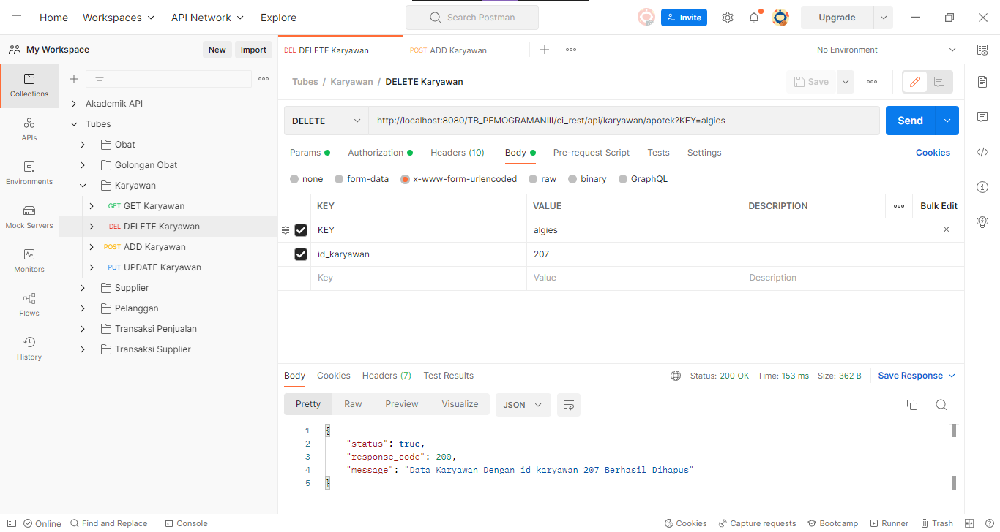 Home Workspaces API Network Explore Search Postman Invite Upgrade
My Workspace New Import
DEL DELETE Karyawan POST ADD Karyawan No Environment
Collections
APIs
Environments
Mock Servers
Monitors
Flows
History
Akademik API
Tubes
Obat
Golongan Obat
Karyawan
GET GET Karyawan
DEL DELETE Karyawan
POST ADD Karyawan
PUT UPDATE Karyawan
Supplier
Pelanggan
Transaksi Penjualan
Transaksi Supplier
Tubes / Karyawan / DELETE Karyawan Save
DELETE http://localhost:8080/TB_PEMOGRAMANIII/ci_rest/api/karyawan/apotek?KEY=algies Send
Params Authorization Headers (10) Body Pre-request Script Tests Settings Cookies
none form-data x-www-form-urlencoded raw binary GraphQL
KEY VALUE DESCRIPTION Bulk Edit
KEY algies
id_karyawan 207
Key Value Description
Body Cookies Headers (7) Test Results Status: 200 OK Time: 153 ms Size: 362 B Save Response
Pretty Raw Preview Visualize JSON
1 {
2 "status": true,
3 "response_code": 200,
4 "message": "Data Karyawan Dengan id_karyawan 207 Berhasil Dihapus"
5 }
Online Find and Replace Console Cookies Capture requests Bootcamp Runner Trash